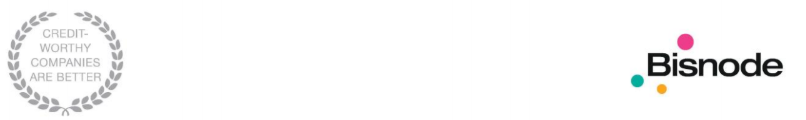 CREDIT-
WORTHY
COMPANIES
ARE BETTER
Bisnode